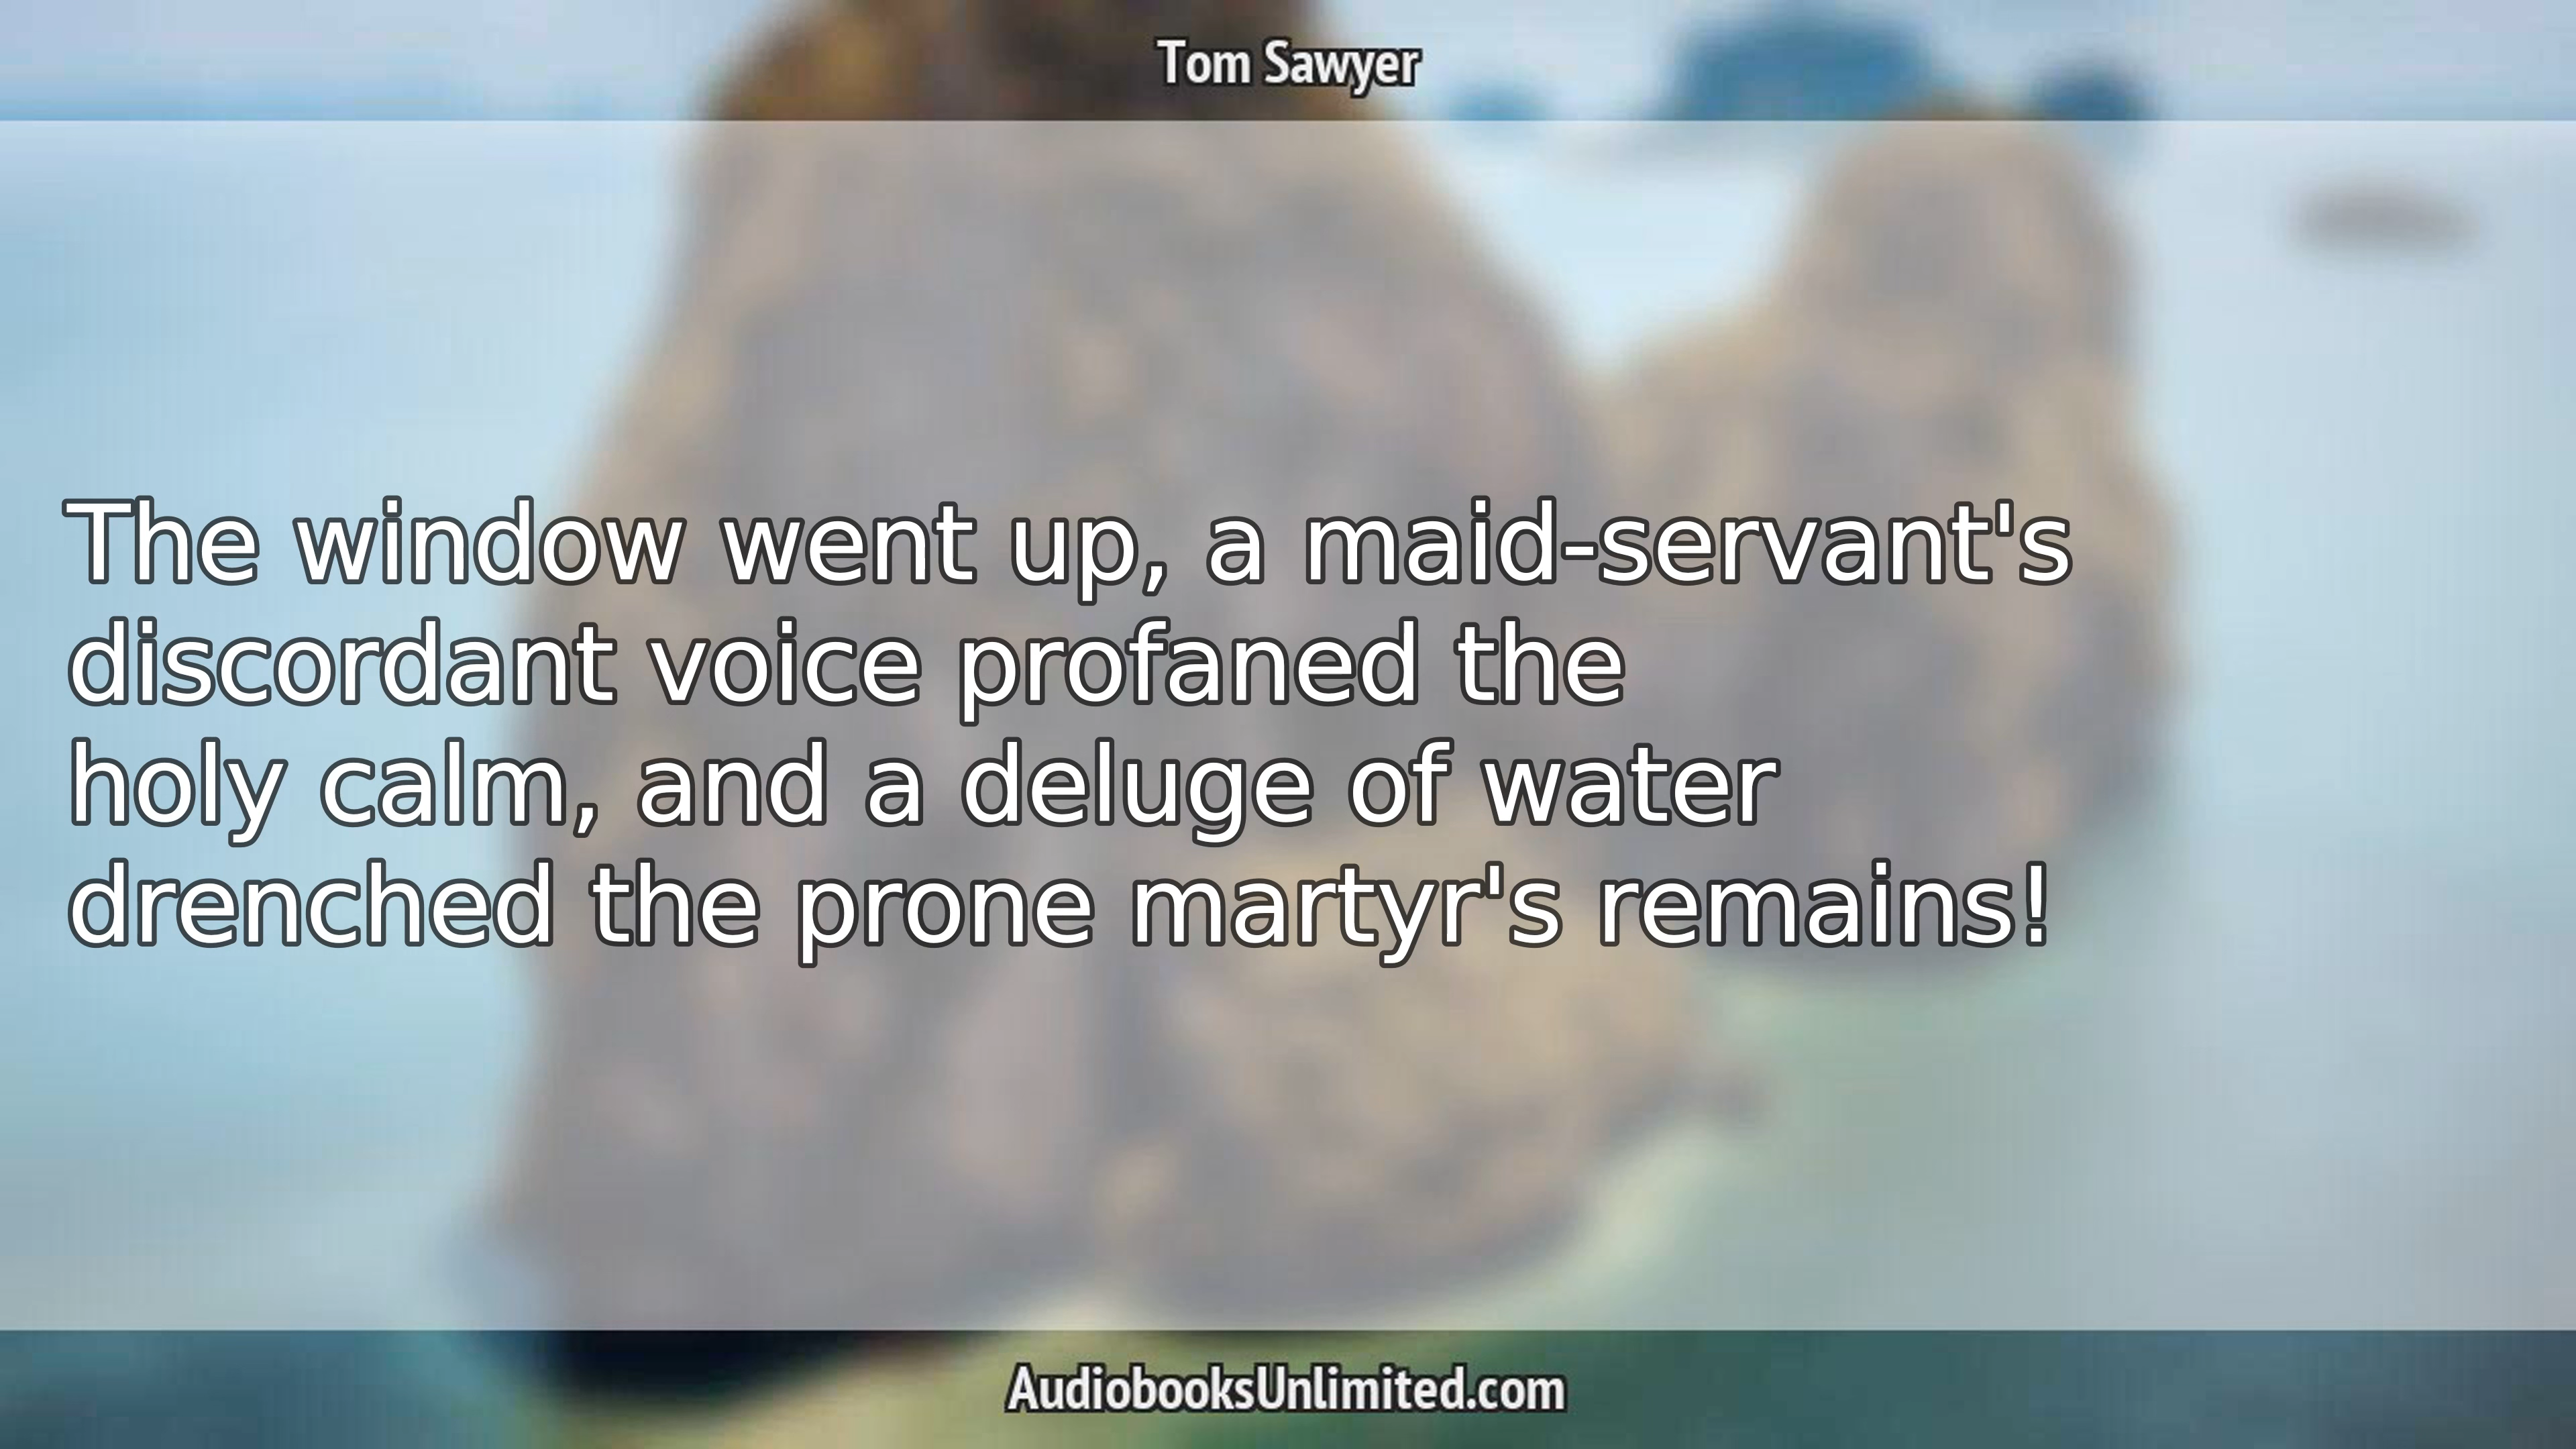 Tom Sawyer
The window went up, a maid-servant's
discordant voice profaned the
holy calm, and a deluge of water
drenched the prone martyr's remains!
AudiobooksUnlimited.com